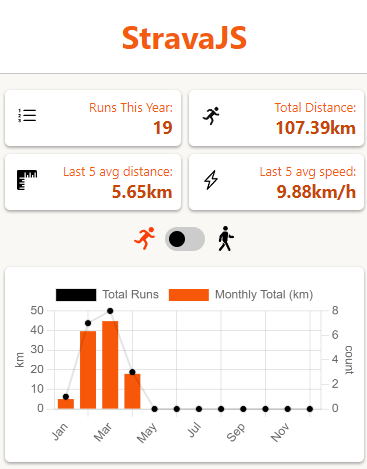 StravaJS
Runs This Year:
19
Total Distance:
107.39km
Last 5 avg distance:
5.65km
Last 5 avg speed:
9.88km/h
Total Runs Monthly Total (km)
50 8
40 6
30
20 4
10 2
0 0
km
count
Jan Mar May Jul Sep Nov